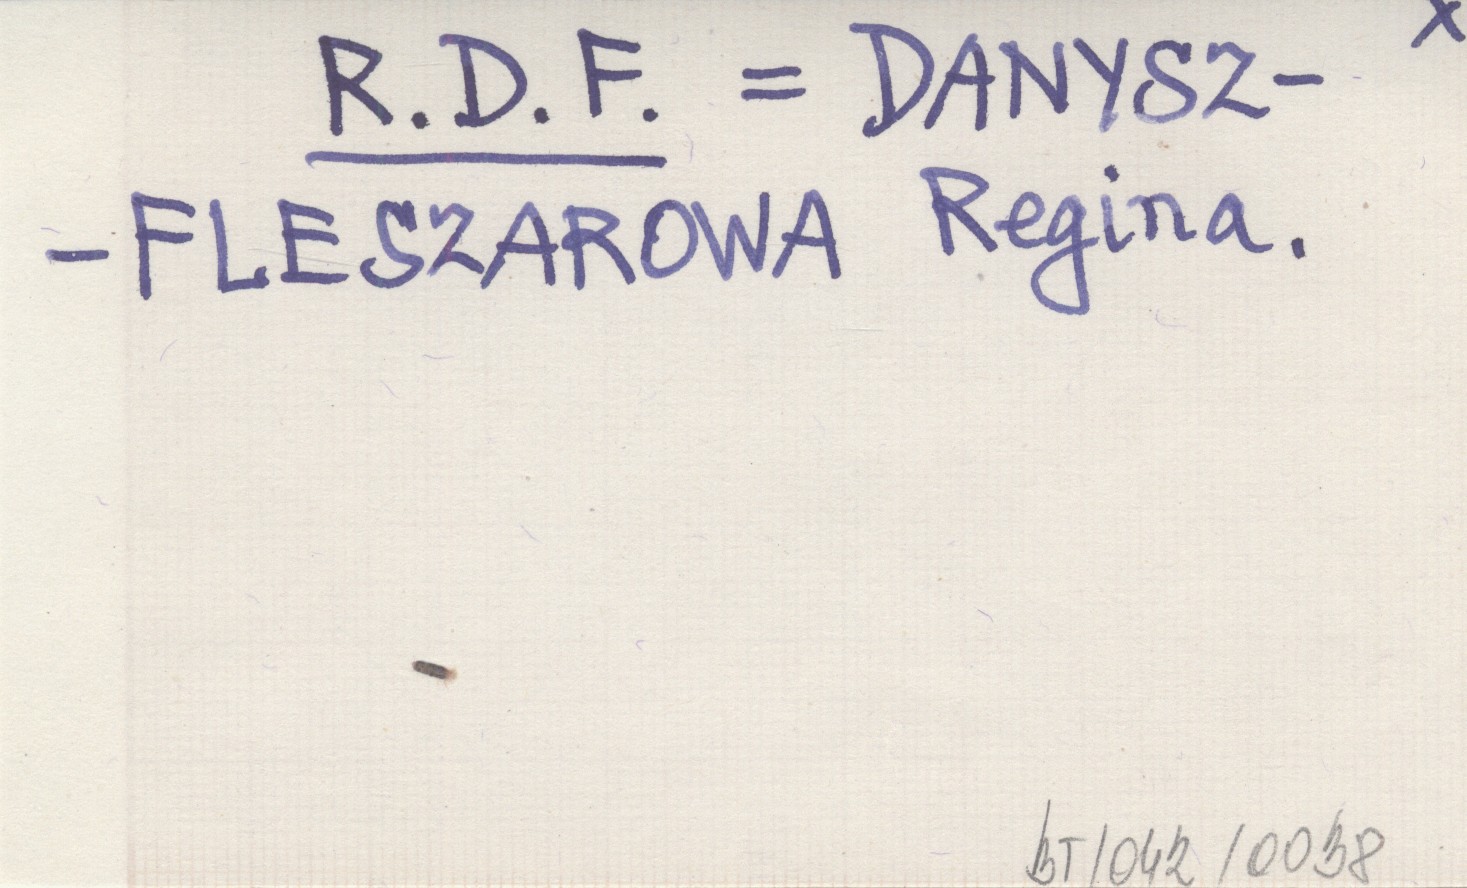 x
R.D.F. = DANYSZ-
-FLESZAROWA Regina.
BT/042/0038